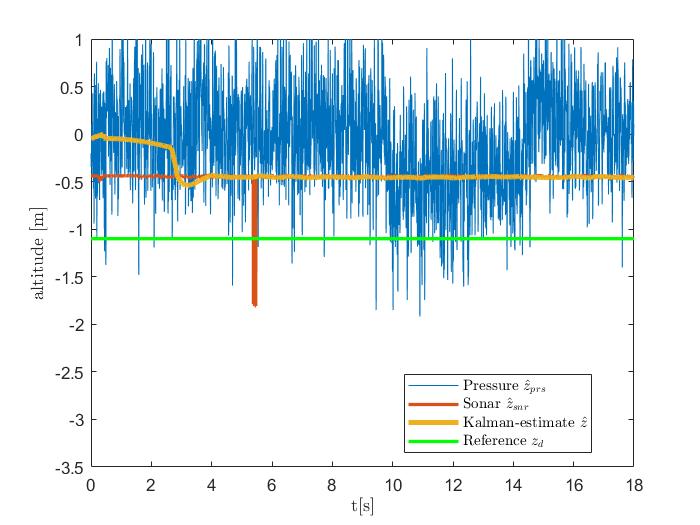 1
0.5
0
-0.5
-1
-1.5
-2
-2.5
-3
-3.5
altitude [m]
0 2 4 6 8 10 12 14 16 18
t[s]
Pressure ẑ_prs
Sonar ẑ_snr
Kalman-estimate ẑ
Reference z_d